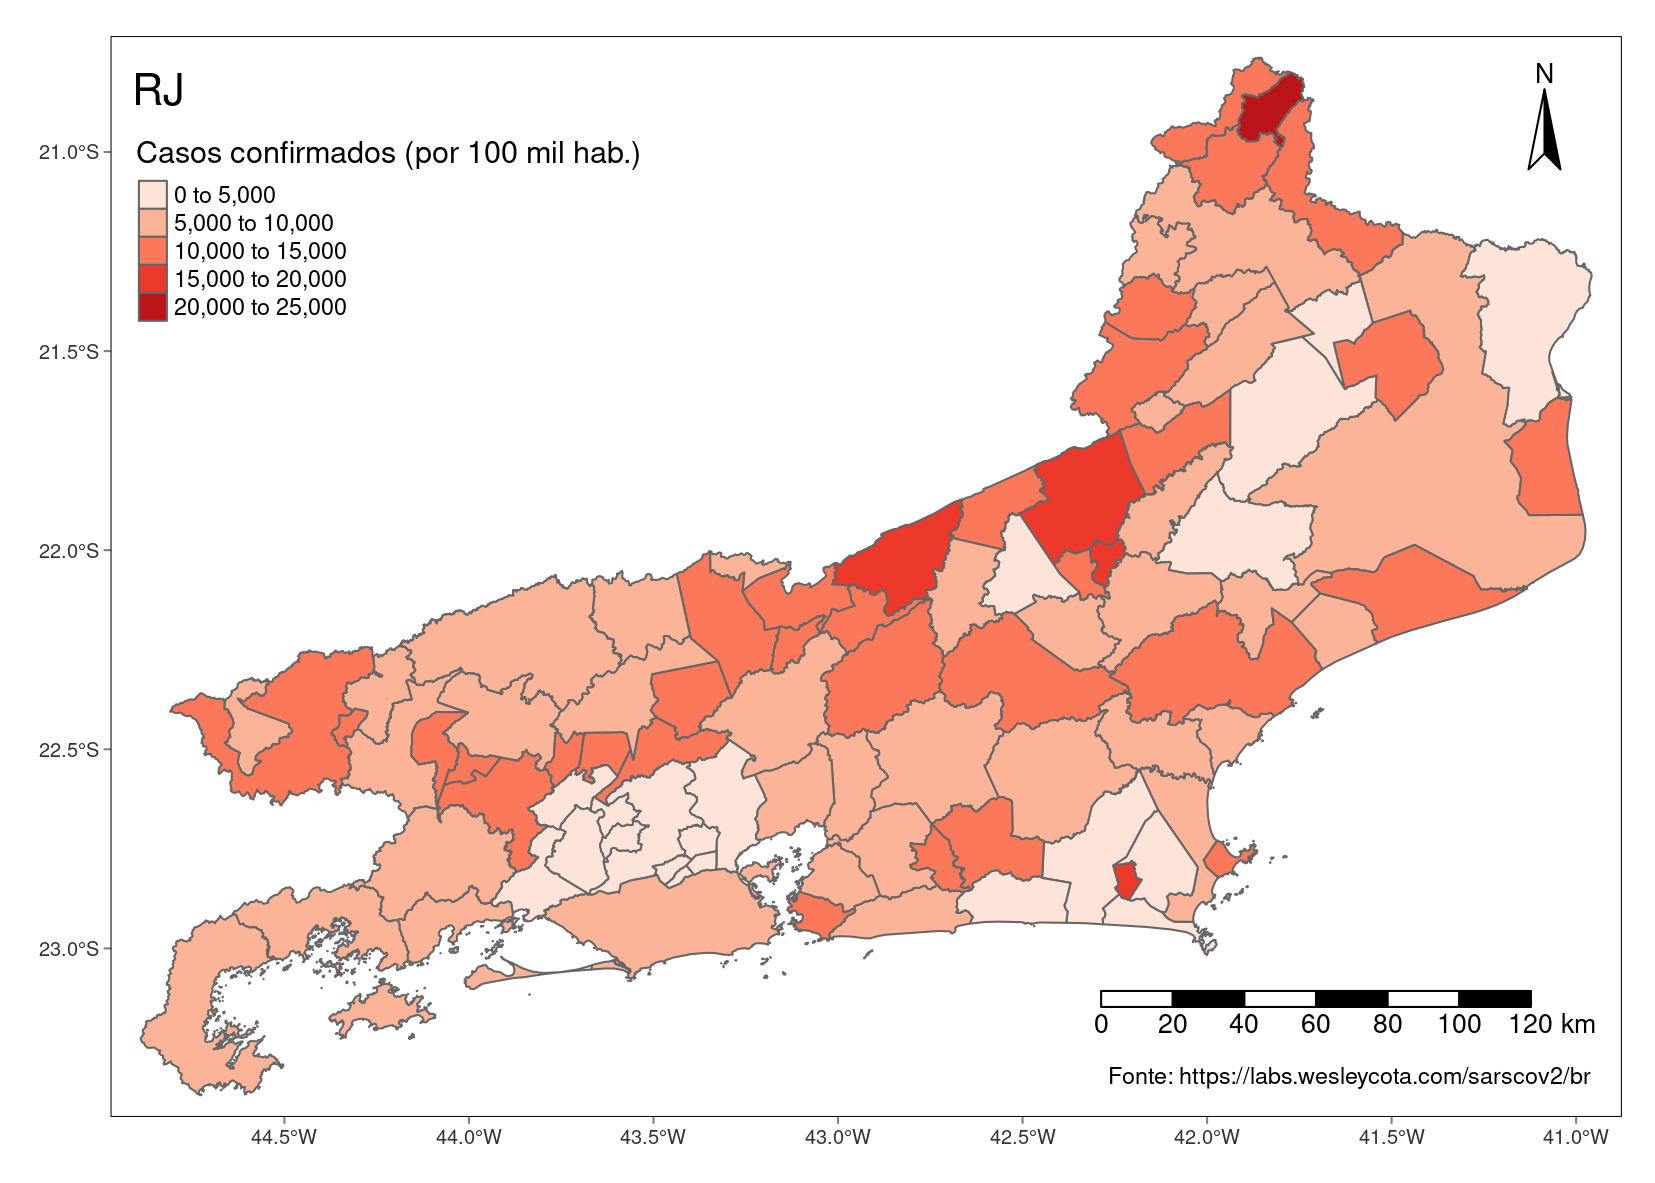 RJ
N
Casos confirmados (por 100 mil hab.)
0 to 5,000
5,000 to 10,000
10,000 to 15,000
15,000 to 20,000
20,000 to 25,000
21.0°S
21.5°S
22.0°S
22.5°S
23.0°S
0 20 40 60 80 100 120 km
Fonte: https://labs.wesleycota.com/sarscov2/br
44.5°W 44.0°W 43.5°W 43.0°W 42.5°W 42.0°W 41.5°W 41.0°W